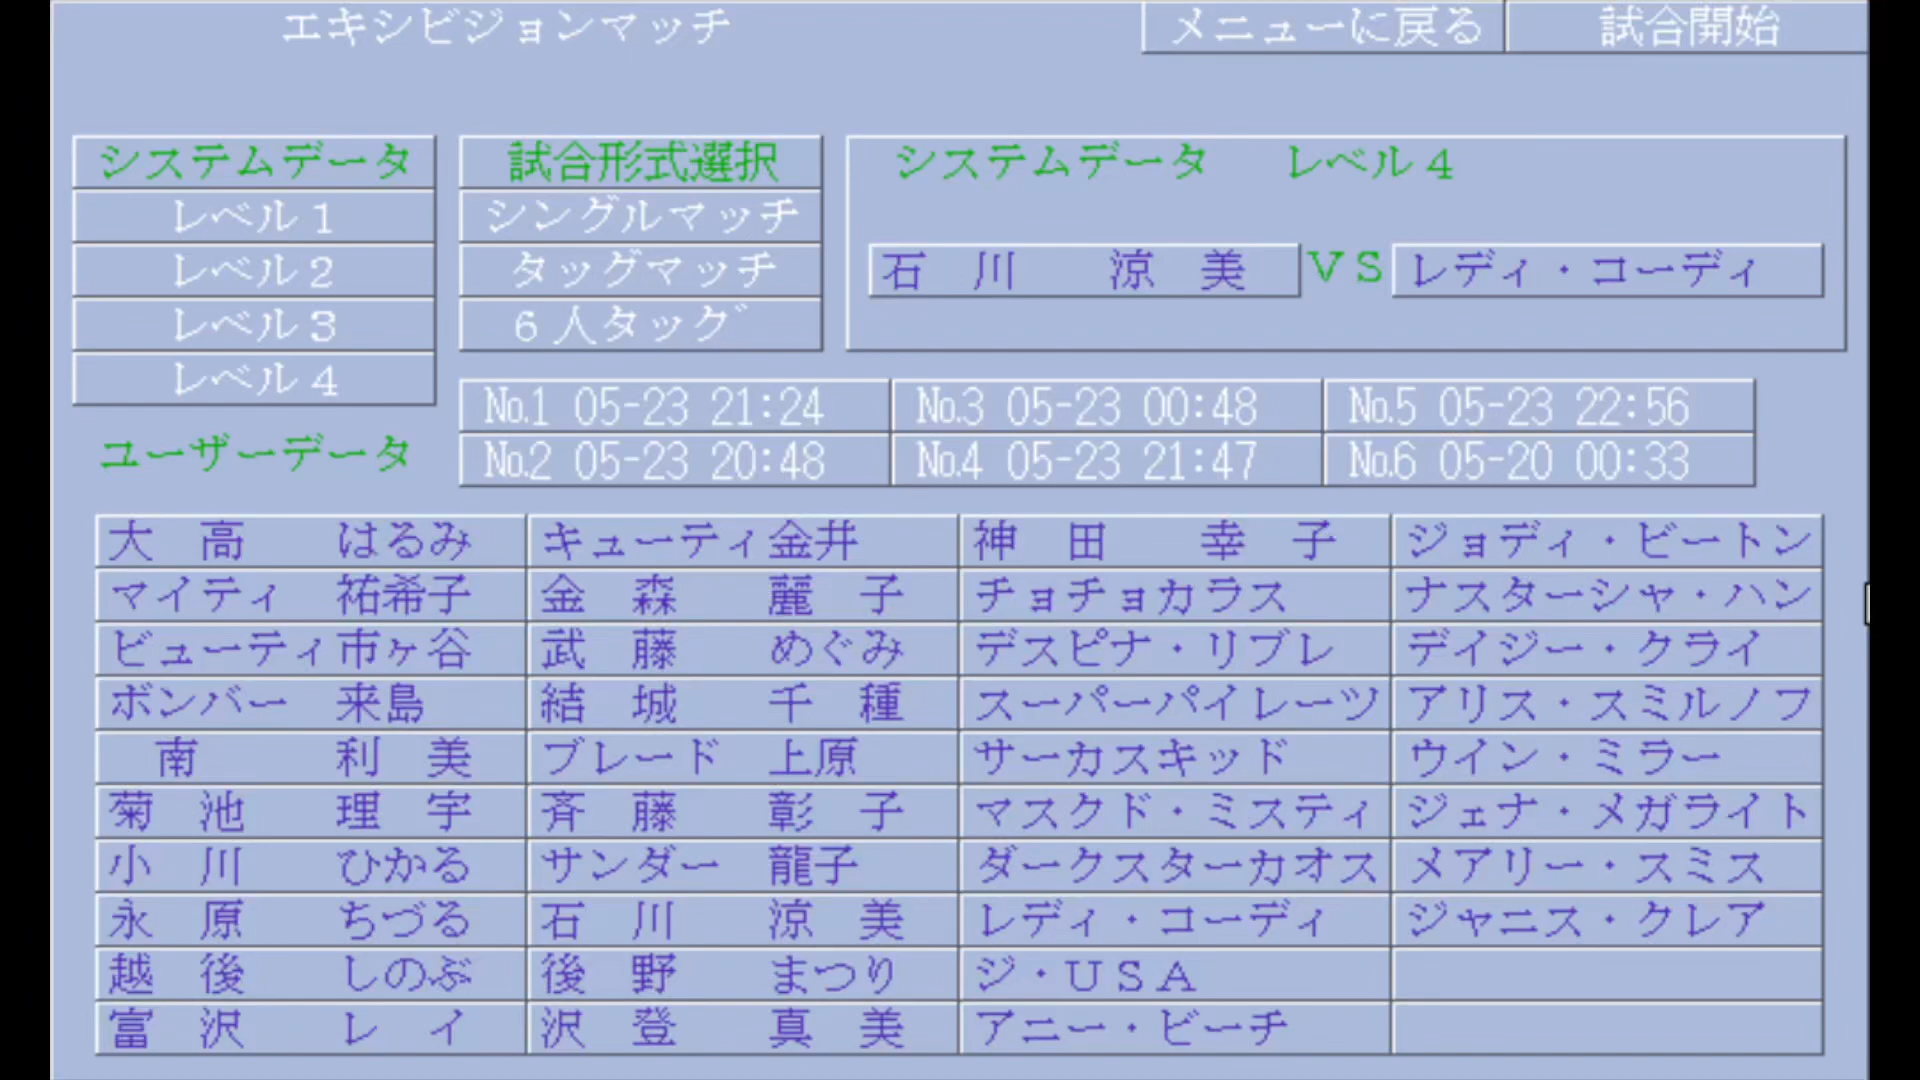 エキシビジョンマッチ　メニューに戻る　試合開始
システムデータ　試合形式選択　システムデータ　レベル４
レベル１　シングルマッチ
レベル２　タッグマッチ　石川　涼美　ＶＳ　レディ・コーディ
レベル３　６人タッグ
レベル４
№1 05-23 21:24　№3 05-23 00:48　№5 05-23 22:56
ユーザーデータ
№2 05-23 20:48　№4 05-23 21:47　№6 05-20 00:33
大高　はるみ　キューティ金井　神田　幸子　ジョディ・ビートン
マイティ　祐希子　金森　麗子　チョチョカラス　ナスターシャ・ハン
ビューティ市ヶ谷　武藤　めぐみ　デスピナ・リブレ　デイジー・クライ
ボンバー　来島　結城　千種　スーパーパイレーツ　アリス・スミルノフ
南　利美　ブレード　上原　サーカスキッド　ウイン・ミラー
菊池　理宇　斉藤　彰子　マスクド・ミスティ　ジェナ・メガライト
小川　ひかる　サンダー　龍子　ダークスターカオス　メアリー・スミス
永原　ちづる　石川　涼美　レディ・コーディ　ジャニス・クレア
越後　しのぶ　後野　まつり　ジ・ＵＳＡ
富沢　レイ　沢登　真美　アニー・ビーチ